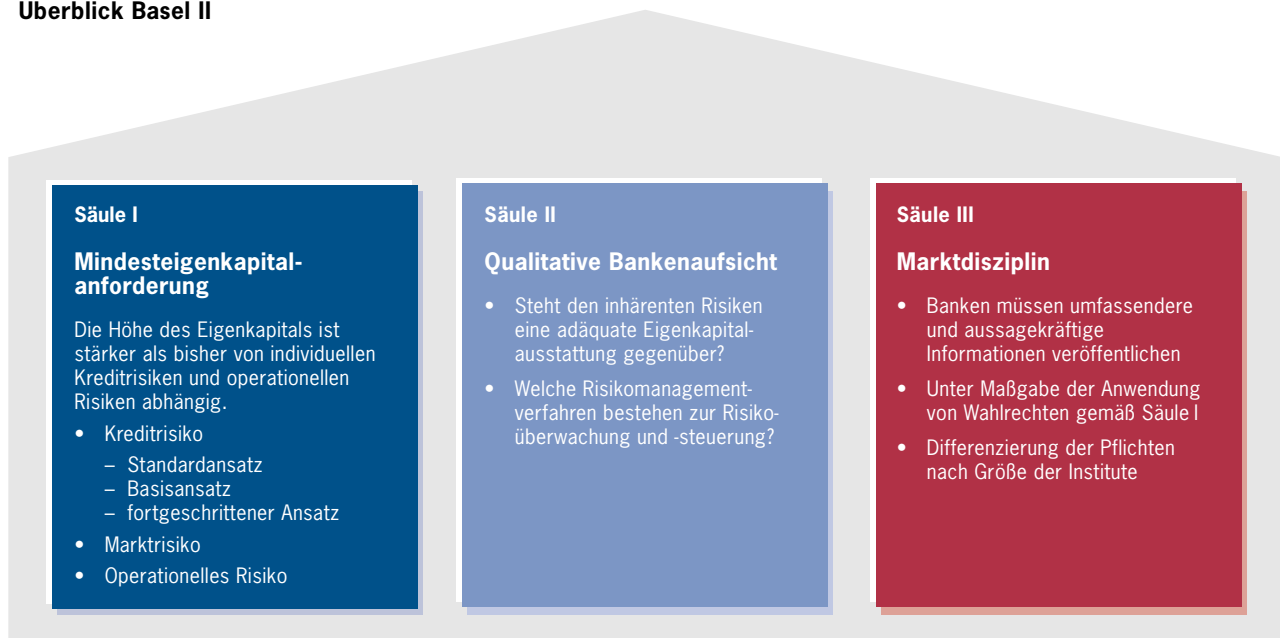 Überblick Basel II
Säule I
Mindesteigenkapital-
anforderung
Die Höhe des Eigenkapitals ist
stärker als bisher von individuellen
Kreditrisiken und operationellen
Risiken abhängig.
• Kreditrisiko
– Standardansatz
– Basisansatz
– fortgeschrittener Ansatz
• Marktrisiko
• Operationelles Risiko
Säule II
Qualitative Bankenaufsicht
• Steht den inhärenten Risiken
eine adäquate Eigenkapital-
ausstattung gegenüber?
• Welche Risikomanagement-
verfahren bestehen zur Risiko-
überwachung und -steuerung?
Säule III
Marktdisziplin
• Banken müssen umfassendere
und aussagekräftige
Informationen veröffentlichen
• Unter Maßgabe der Anwendung
von Wahlrechten gemäß Säule I
• Differenzierung der Pflichten
nach Größe der Institute